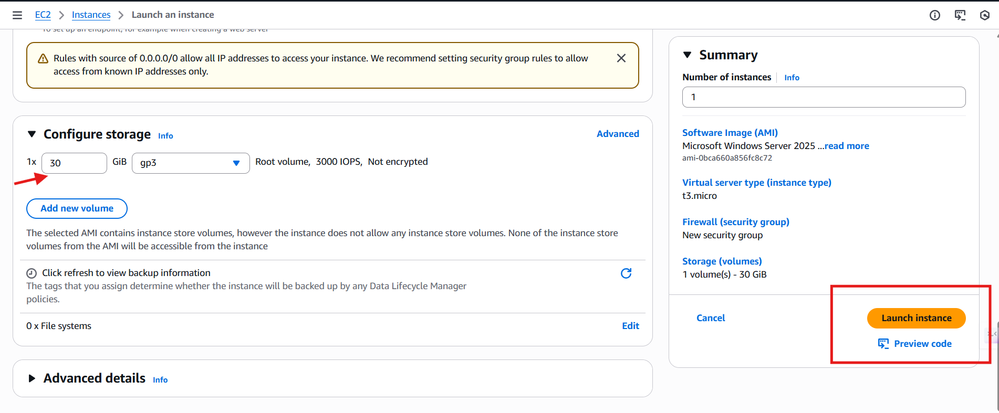 EC2 > Instances > Launch an instance
To set up an endpoint, for example when creating a web server
Rules with source of 0.0.0.0/0 allow all IP addresses to access your instance. We recommend setting security group rules to allow
access from known IP addresses only.
Configure storage Info
Advanced
1x 30 GiB gp3 Root volume, 3000 IOPS, Not encrypted
Add new volume
The selected AMI contains instance store volumes, however the instance does not allow any instance store volumes. None of the instance store
volumes from the AMI will be accessible from the instance
Click refresh to view backup information
The tags that you assign determine whether the instance will be backed up by any Data Lifecycle Manager
policies.
0 x File systems
Edit
Advanced details Info
Summary
Number of instances Info
1
Software Image (AMI)
Microsoft Windows Server 2025 ...read more
ami-0bca660a856fc8c72
Virtual server type (instance type)
t3.micro
Firewall (security group)
New security group
Storage (volumes)
1 volume(s) - 30 GiB
Cancel
Launch instance
Preview code